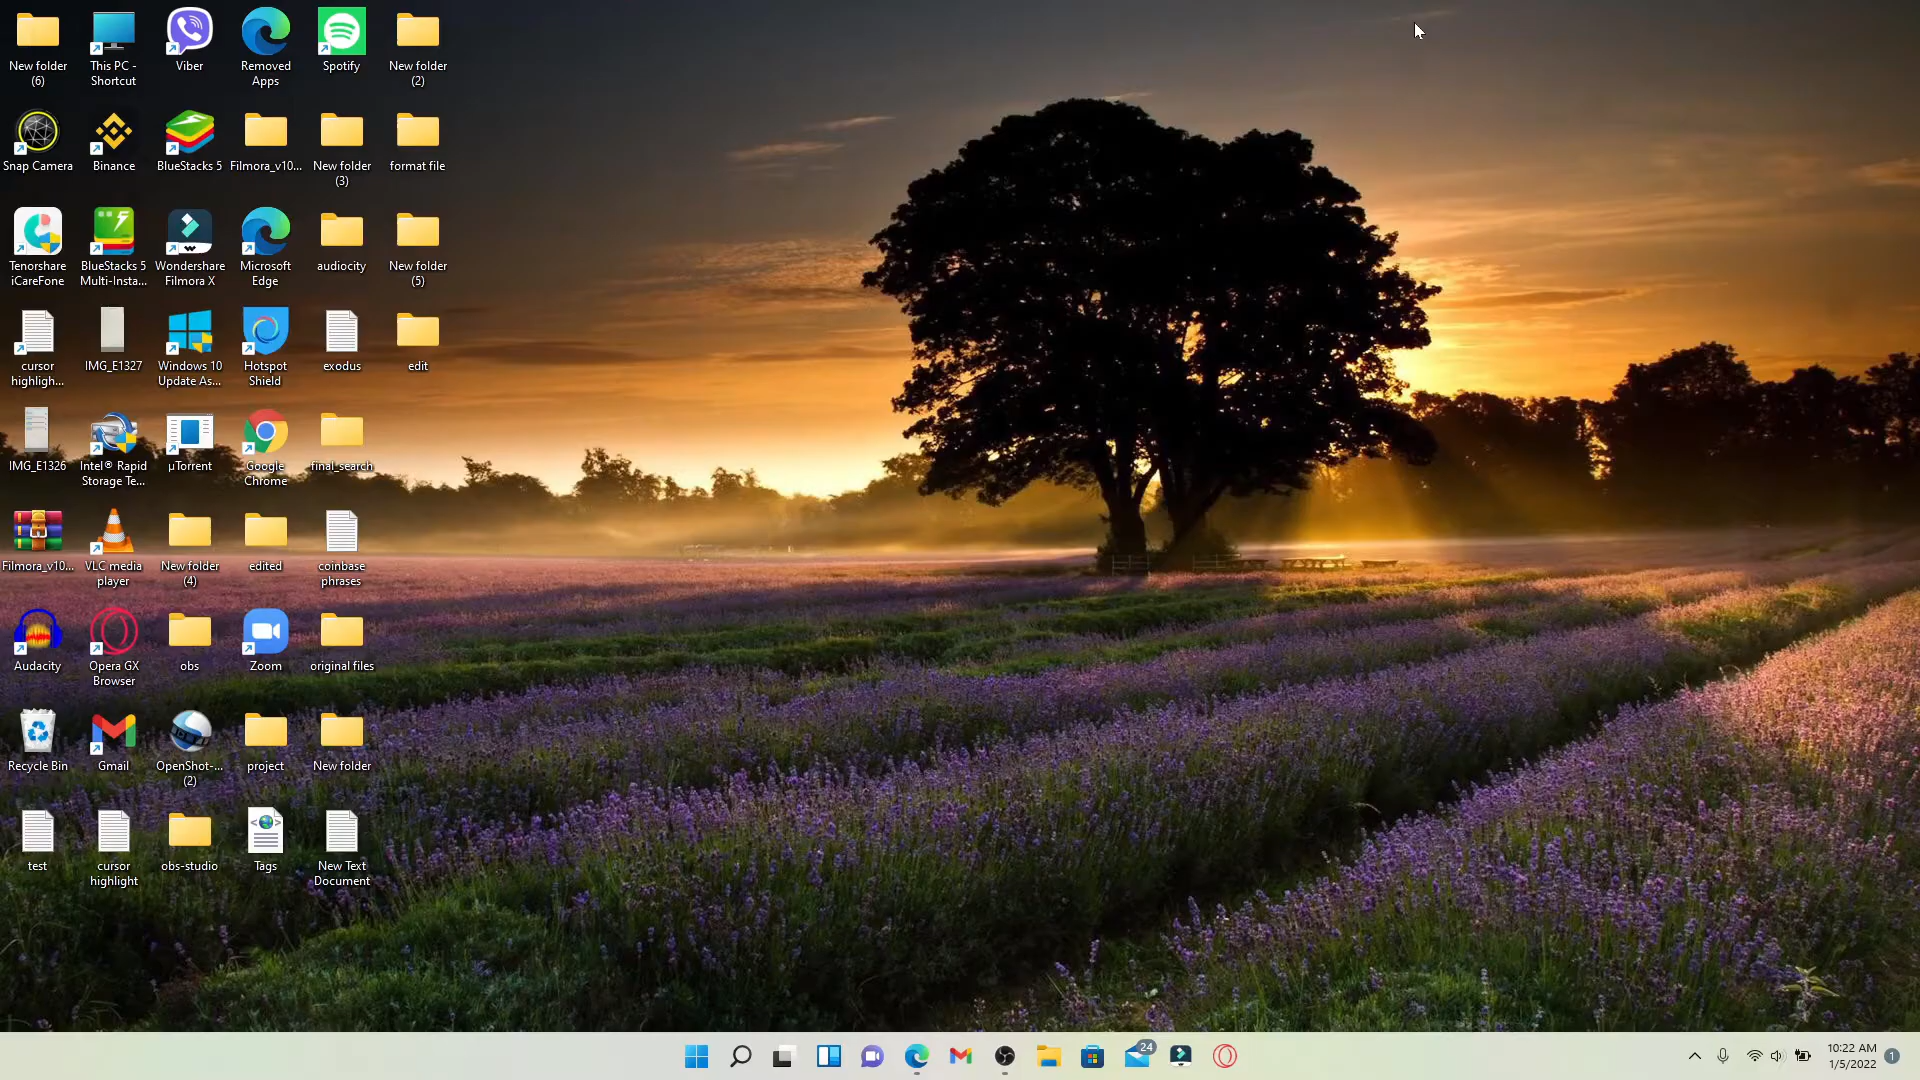 New folder
(6)
This PC -
Shortcut
Viber
Removed
Apps
Spotify
New folder
(2)
Snap Camera
Binance
BlueStacks 5
Filmora_v10...
New folder
(3)
format file
Tenorshare
iCareFone
BlueStacks 5
Multi-Insta...
Wondershare
Filmora X
Microsoft
Edge
audiocity
New folder
(5)
cursor
highligh...
IMG_E1327
Windows 10
Update As...
Hotspot
Shield
exodus
edit
IMG_E1326
Intel® Rapid
Storage Te...
µTorrent
Google
Chrome
final_search
Filmora_v10...
VLC media
player
New folder
(4)
edited
coinbase
phrases
Audacity
Opera GX
Browser
obs
Zoom
original files
Recycle Bin
Gmail
OpenShot-...
(2)
project
New folder
test
cursor
highlight
obs-studio
Tags
New Text
Document
24
10:22 AM
1/5/2022
1